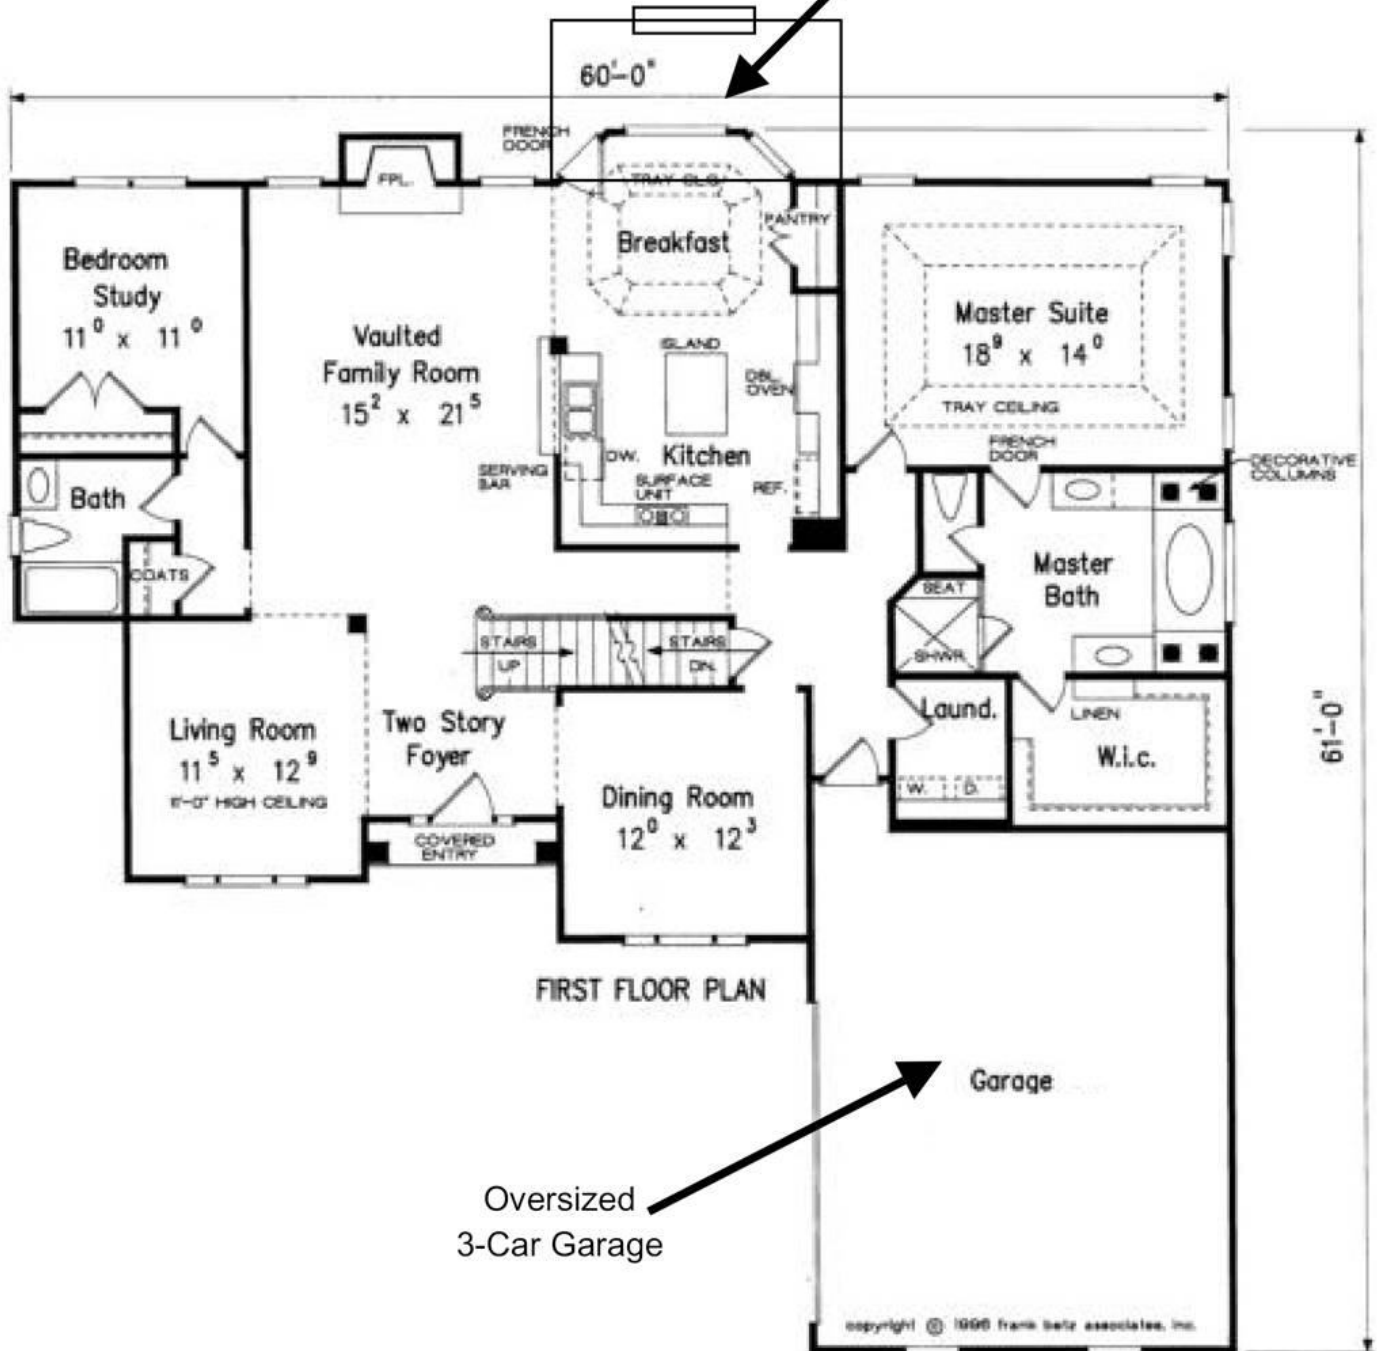 60'-0"
FRENCH
DOOR
FPL.
TRAY CLG.
PANTRY
Breakfast
Bedroom
Study
11⁰ x 11⁰
Vaulted
Family Room
15² x 21⁵
ISLAND
DBL.
OVEN
Master Suite
18⁹ x 14⁰
TRAY CEILING
FRENCH
DOOR
DECORATIVE
COLUMNS
Bath
SERVING
BAR
DW.
Kitchen
SURFACE
UNIT
REF.
COATS
Master
Bath
SEAT
SHWR.
STAIRS
UP
STAIRS
DN.
Living Room
11⁵ x 12⁹
11'-0" HIGH CEILING
Two Story
Foyer
Laund.
W.
D.
LINEN
W.i.c.
61'-0"
Dining Room
12⁰ x 12³
COVERED
ENTRY
FIRST FLOOR PLAN
Garage
Oversized
3-Car Garage
copyright © 1996 frank betz associates, inc.